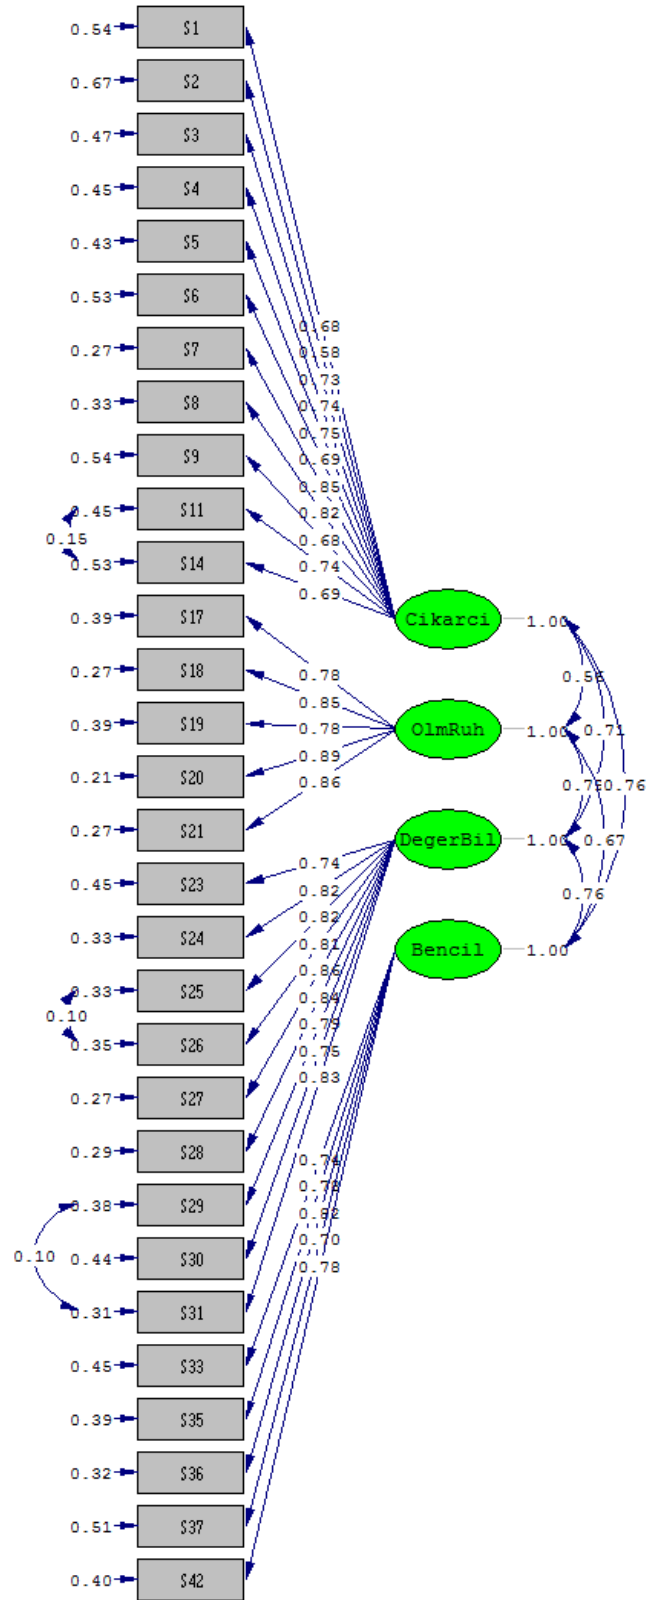 0.54 S1
0.67 S2
0.47 S3
0.45 S4
0.43 S5
0.53 S6
0.68
0.27 S7
0.58
0.73
0.33 S8
0.74
0.75
0.54 S9
0.69
0.85
0.45 S11
0.82
0.15
0.68
0.53 S14
0.74
0.69
0.39 S17
Cikarci 1.00
0.27 S18
0.78
0.85
0.39 S19
0.78
OlmRuh 1.00
0.71
0.89
0.21 S20
0.86
0.76
0.27 S21
DegerBil 1.00
0.67
0.74
0.45 S23
0.82
0.76
0.82
0.33 S24
0.81
Bencil 1.00
0.86
0.33 S25
0.84
0.10
0.79
0.35 S26
0.75
0.83
0.27 S27
0.29 S28
0.74
0.78
0.38 S29
0.82
0.70
0.10
0.44 S30
0.78
0.31 S31
0.45 S33
0.39 S35
0.32 S36
0.51 S37
0.40 S42